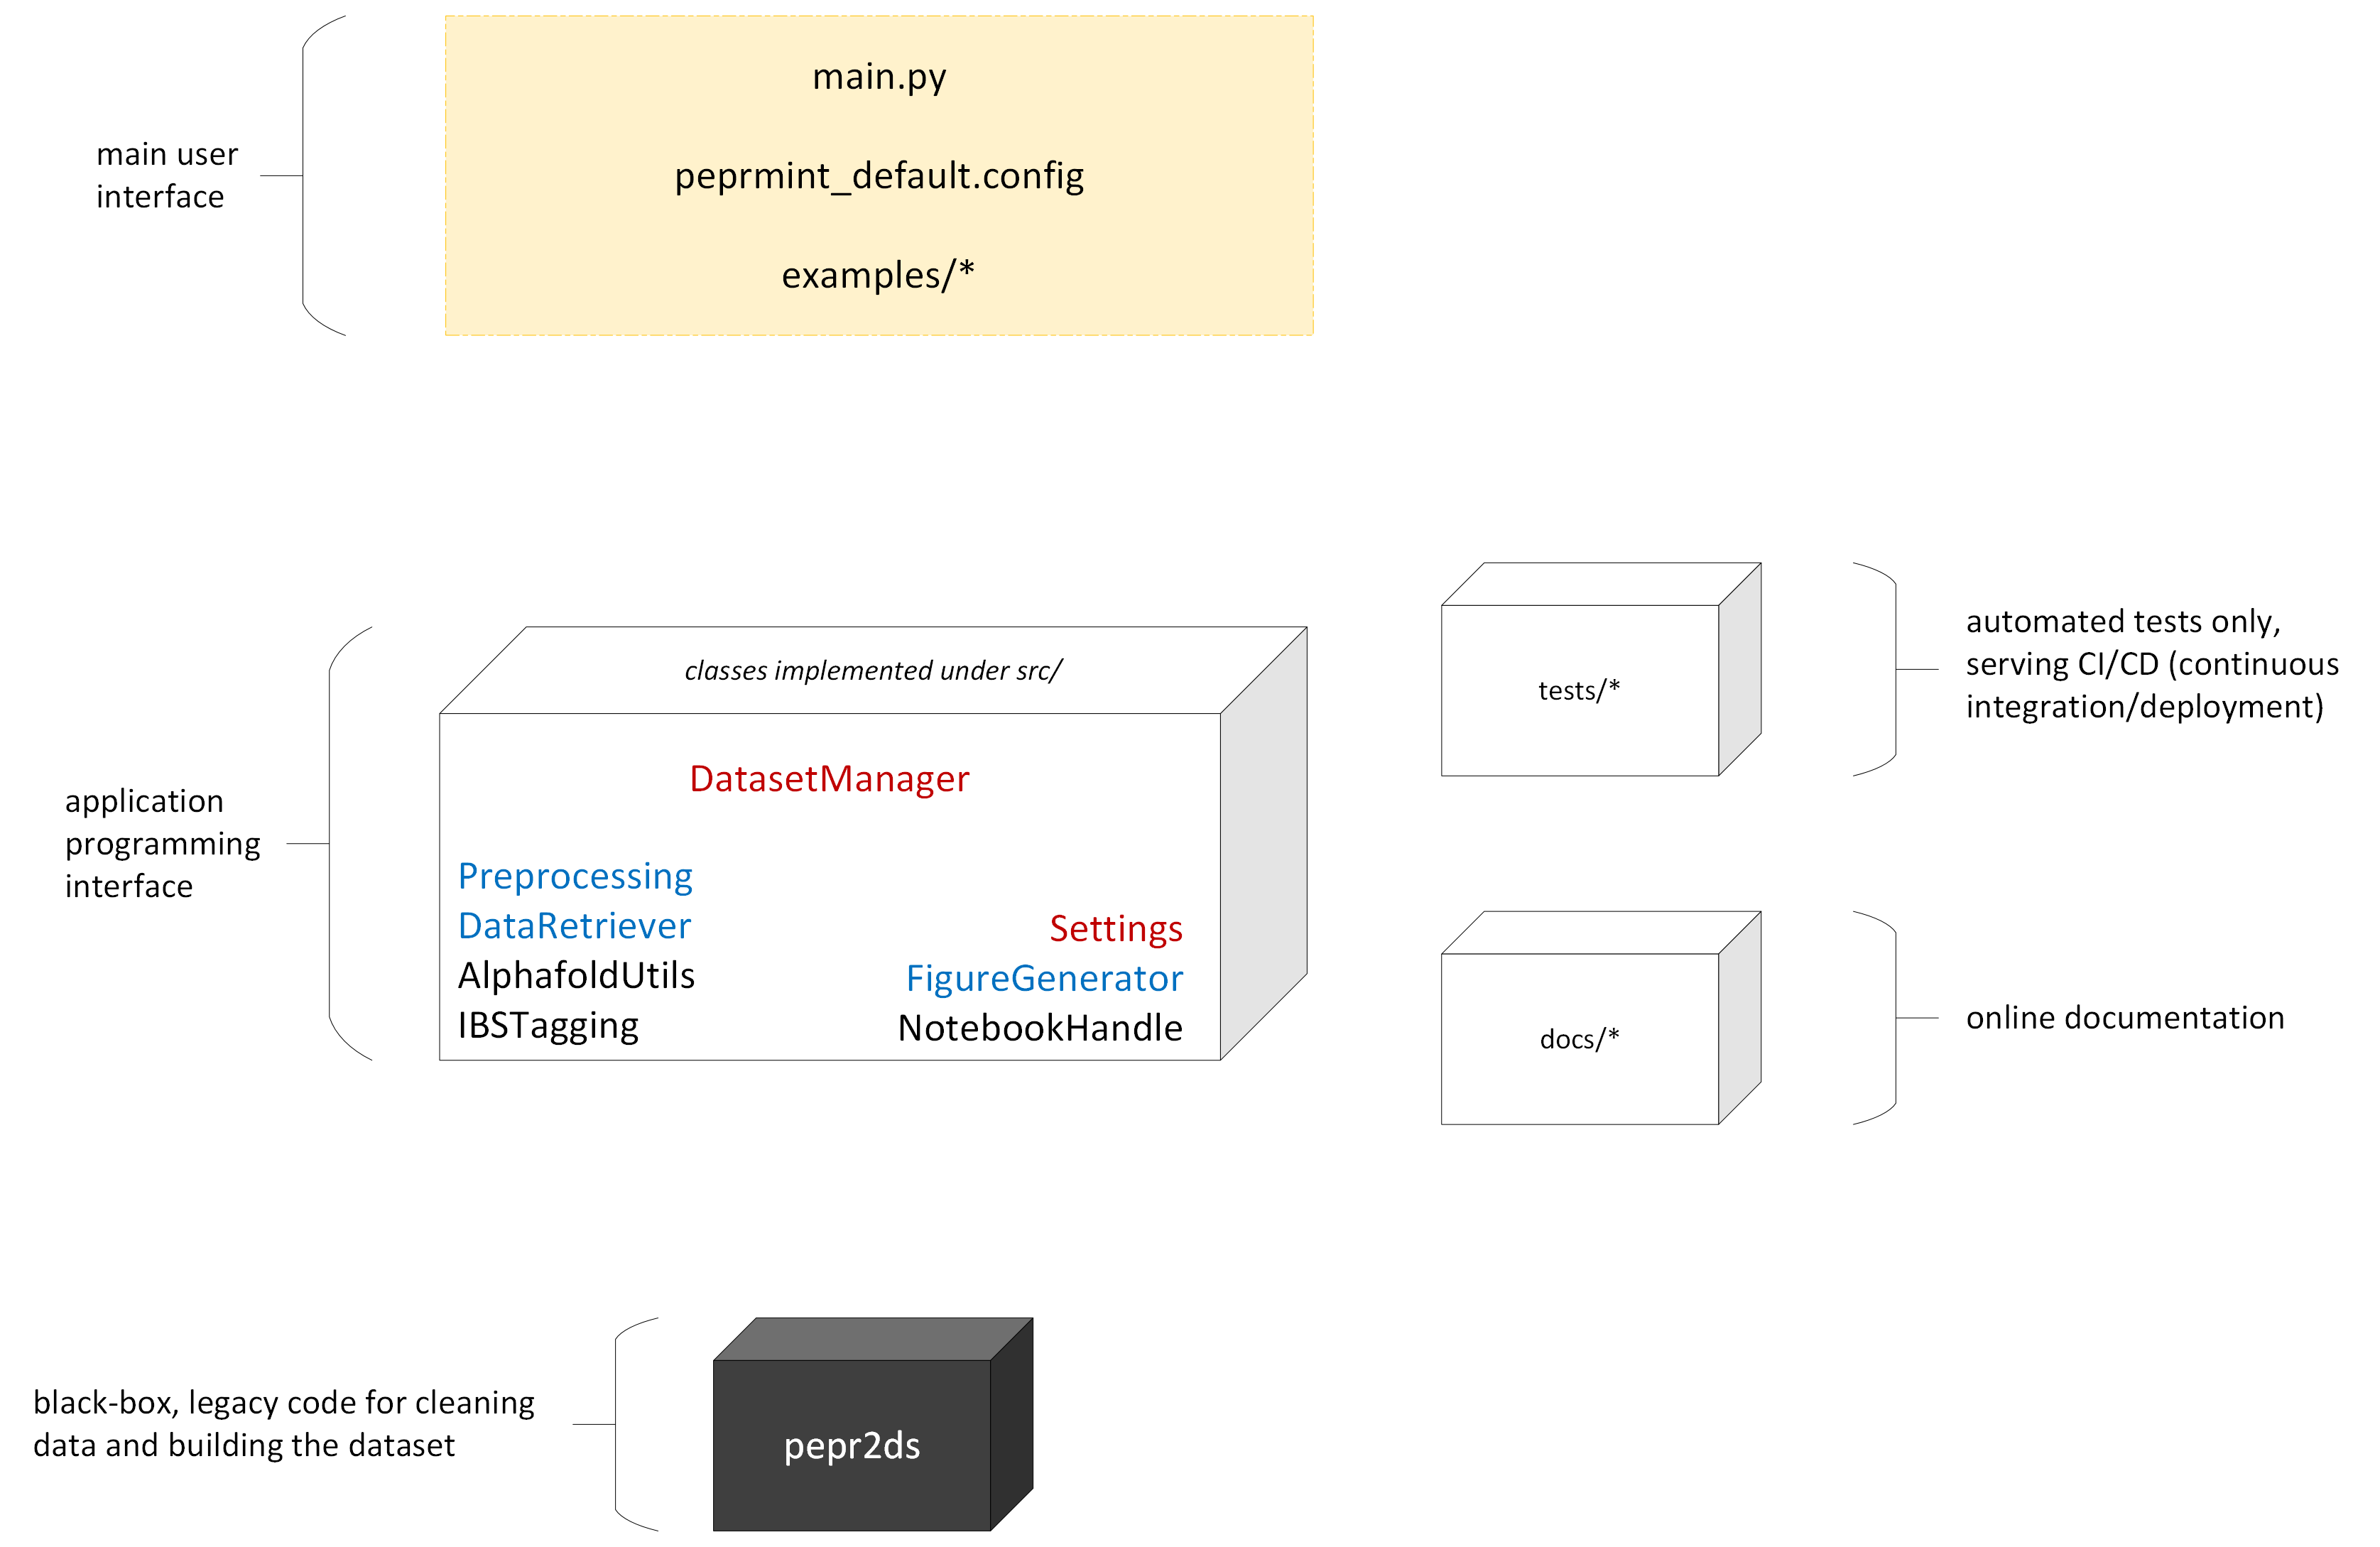 main user
interface
main.py
peprmint_default.config
examples/*
application
programming
interface
classes implemented under src/
DatasetManager
Preprocessing
DataRetriever
AlphafoldUtils
IBSTagging
Settings
FigureGenerator
NotebookHandle
tests/*
automated tests only,
serving CI/CD (continuous
integration/deployment)
docs/*
online documentation
black-box, legacy code for cleaning
data and building the dataset
pepr2ds